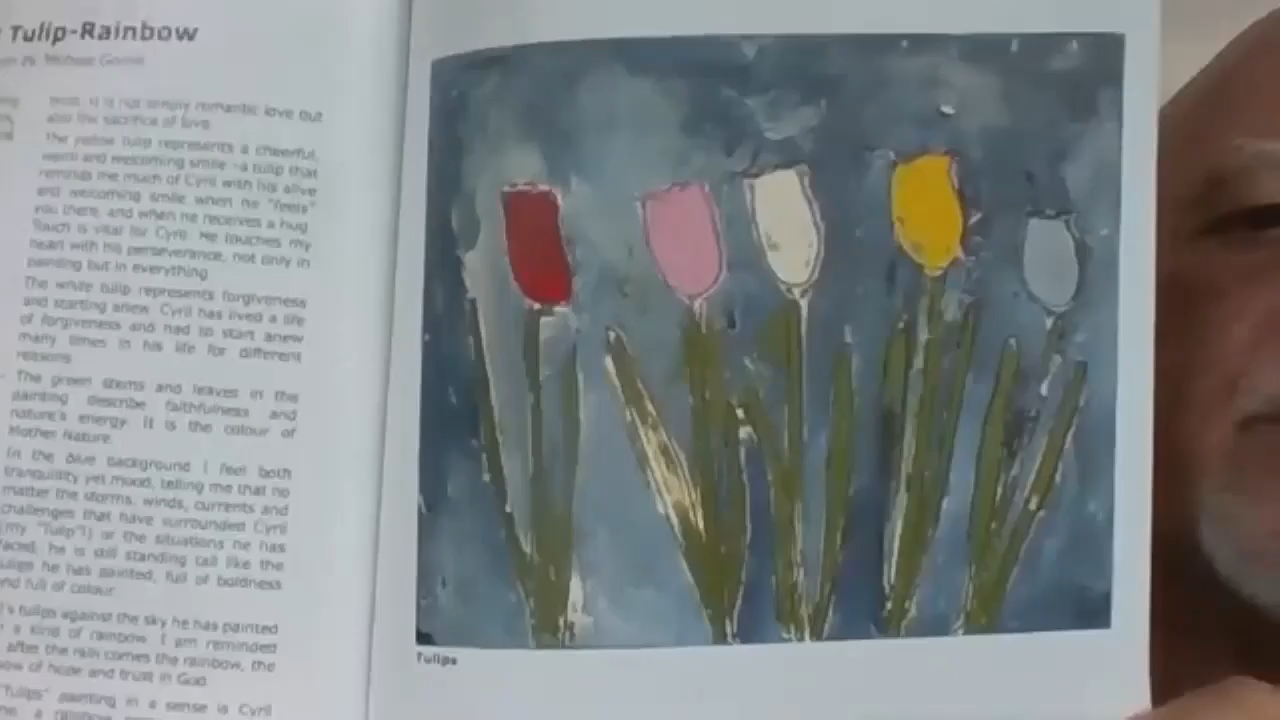 Tulip-Rainbow
trust. It is not simply romantic love but
also the sacrifice of love.
The yellow tulip represents a cheerful,
warm and welcoming smile -a tulip that
reminds me much of Cyril with his alive
and welcoming smile when he "feels"
you there, and when he receives a hug.
Touch is vital for Cyril. He touches my
heart with his perseverance, not only in
painting but in everything.
The white tulip represents forgiveness
and starting anew. Cyril has lived a life
of forgiveness and had to start anew
many times in his life for different
reasons.
The green stems and leaves in this
painting describe faithfulness and
nature's energy. It is the colour of
Mother Nature.
In the blue background I feel both
tranquility yet mood, telling me that no
matter the storms, winds, currents and
challenges that have surrounded Cyril
(my "Tulip"!) or the situations he has
faced, he is still standing tall like the
tulips he has painted, full of boldness
and full of colour.
's tulips against the sky he has painted
a kind of rainbow. I am reminded
after the rain comes the rainbow, the
of hope and trust in God.
"Tulips" painting in a sense is Cyril
a rainbow
Tulips